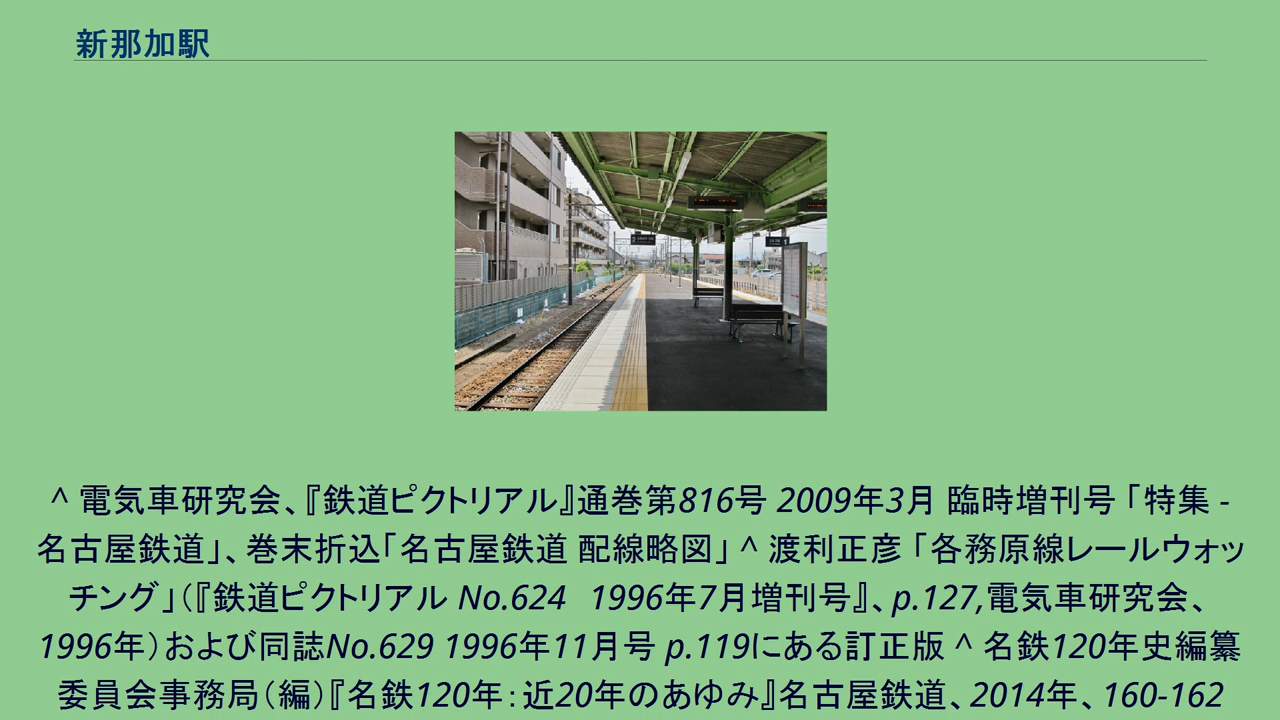 新那加駅
^ 電気車研究会、『鉄道ピクトリアル』通巻第816号 2009年3月 臨時増刊号 「特集 -
名古屋鉄道」、巻末折込「名古屋鉄道 配線略図」 ^ 渡利正彦 「各務原線レールウォッ
チング」（『鉄道ピクトリアル No.624　1996年7月増刊号』、p.127,電気車研究会、
1996年）および同誌No.629 1996年11月号 p.119にある訂正版 ^ 名鉄120年史編纂
委員会事務局（編）『名鉄120年：近20年のあゆみ』名古屋鉄道、2014年、160-162